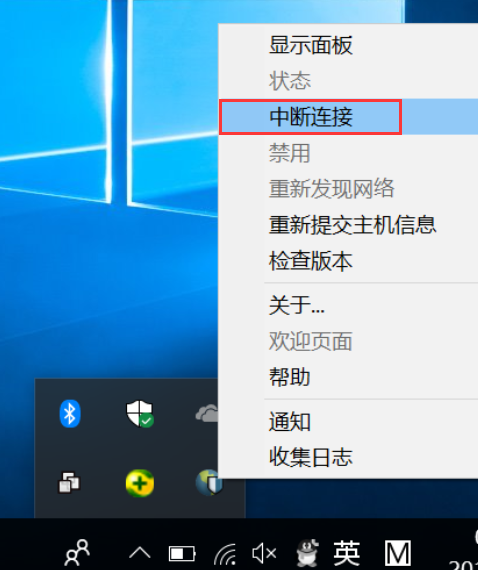 显示面板
状态
中断连接
禁用
重新发现网络
重新提交主机信息
检查版本
关于...
欢迎页面
帮助
通知
收集日志
英
M